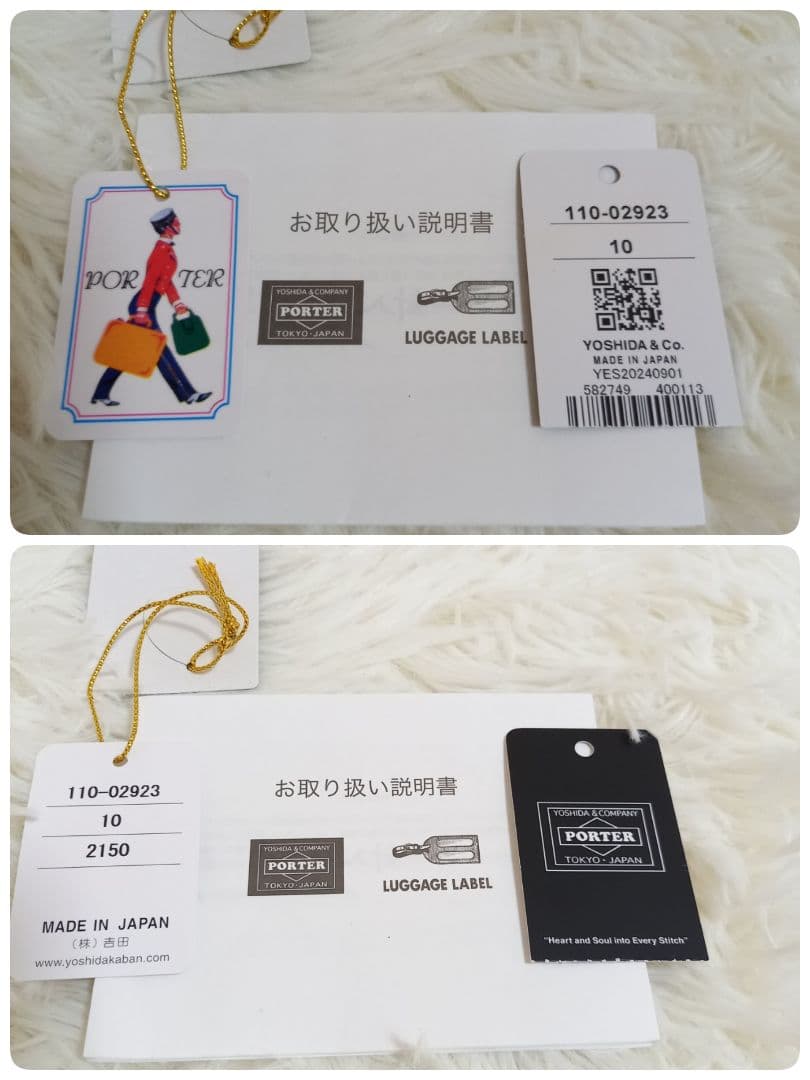 PORTER
お取り扱い説明書
YOSHIDA & COMPANY
PORTER
TOKYO・JAPAN
LUGGAGE LABEL
110-02923
10
YOSHIDA & Co.
MADE IN JAPAN
YES20240901
582749 400113
110-02923
10
2150
MADE IN JAPAN
(株)吉田
www.yoshidakaban.com
お取り扱い説明書
YOSHIDA & COMPANY
PORTER
TOKYO・JAPAN
LUGGAGE LABEL
YOSHIDA & COMPANY
PORTER
TOKYO・JAPAN
"Heart and Soul into Every Stitch"